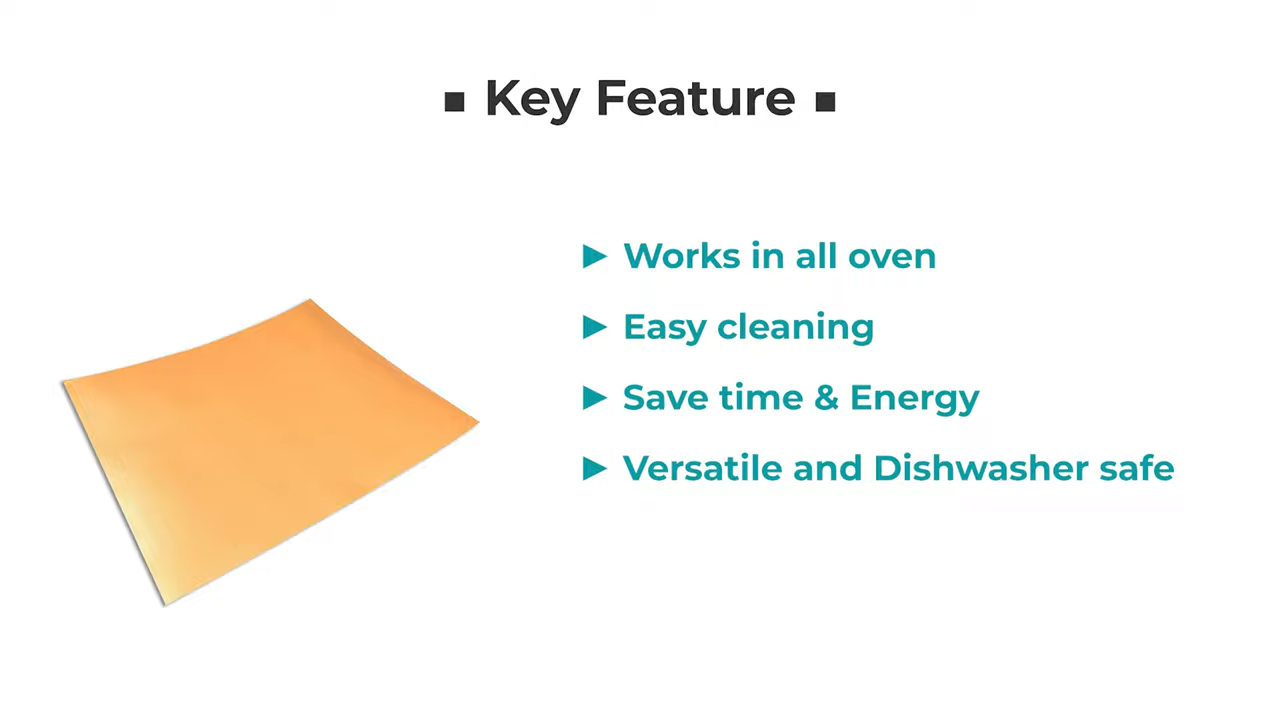 ▪ Key Feature ▪
► Works in all oven
► Easy cleaning
► Save time & Energy
► Versatile and Dishwasher safe